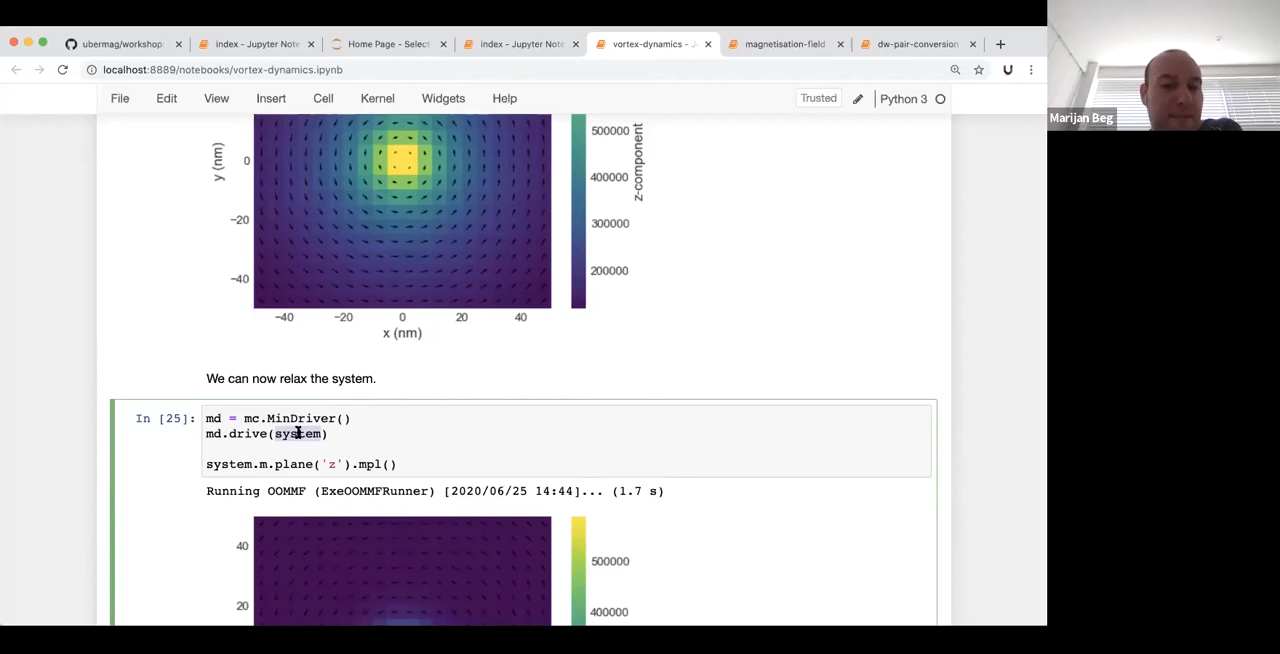 ubermag/workshop
index - Jupyter Note
Home Page - Select
index - Jupyter Note
vortex-dynamics - J
magnetisation-field
dw-pair-conversion
localhost:8889/notebooks/vortex-dynamics.ipynb
Marijan Beg
File Edit View Insert Cell Kernel Widgets Help
Trusted
Python 3
500000
400000
300000
200000
z-component
y (nm)
0
−20
−40
−40 −20 0 20 40
x (nm)
We can now relax the system.
In [25]:
md = mc.MinDriver()
md.drive(system)
system.m.plane('z').mpl()
Running OOMMF (ExeOOMMFRunner) [2020/06/25 14:44]... (1.7 s)
40
20
500000
400000